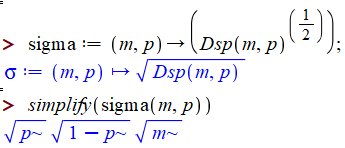 > sigma := (m, p) → (Dsp(m, p)^(1/2));
σ := (m, p) ↦ √Dsp(m, p)
> simplify(sigma(m, p))
√p~ √1 − p~ √m~